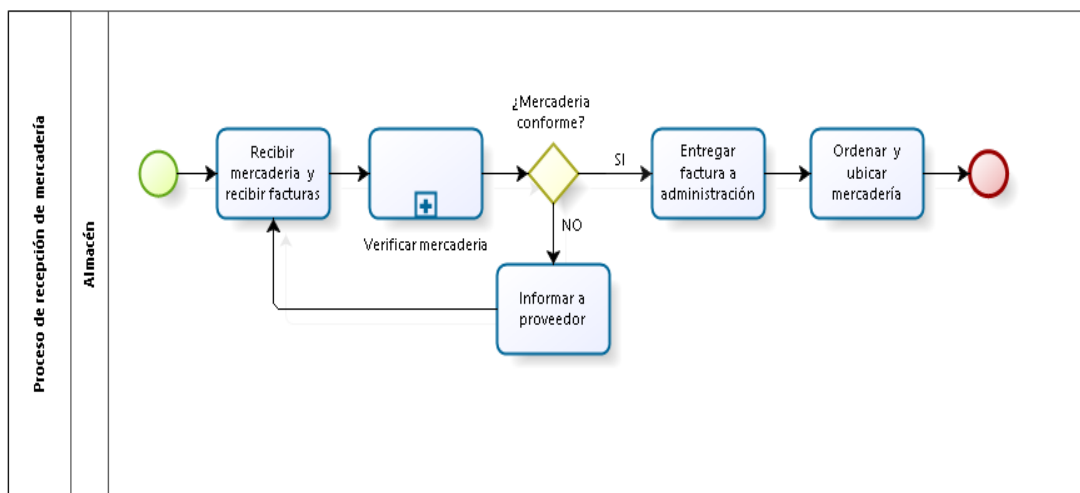 Proceso de recepción de mercadería
Almacén
Recibir
mercaderia y
recibir facturas
Verificar mercaderia
¿Mercaderia
conforme?
SI
NO
Informar a
proveedor
Entregar
factura a
administración
Ordenar y
ubicar
mercadería